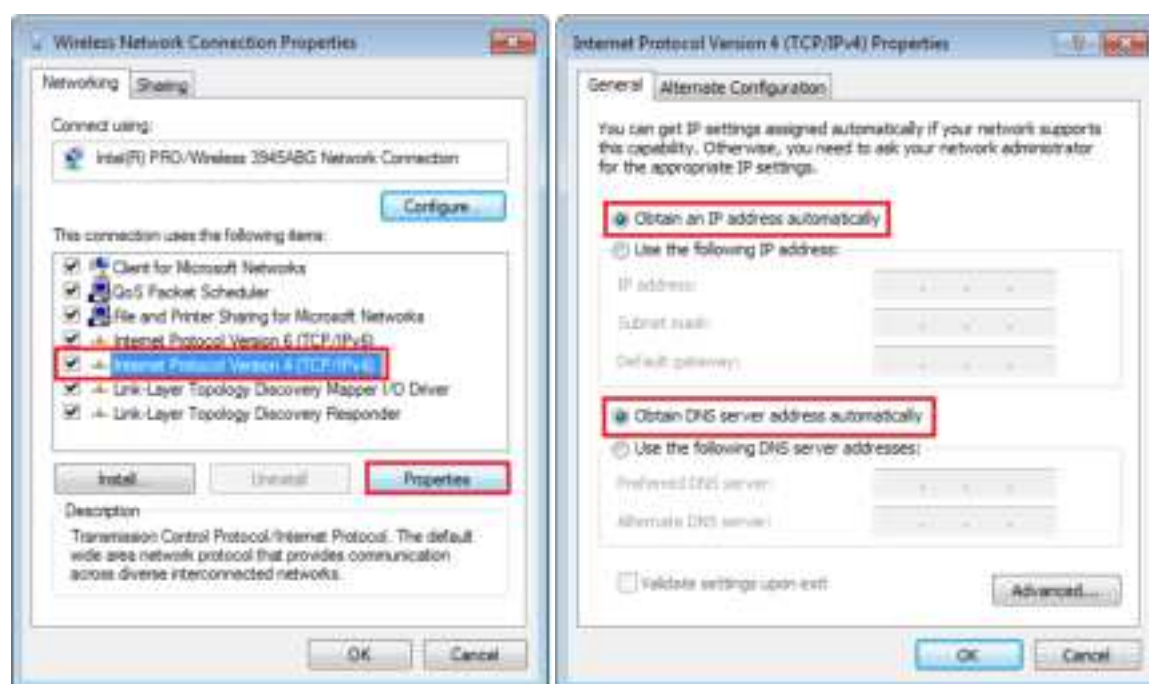 Wireless Network Connection Properties
Networking
Sharing
Connect using:
Intel(R) PRO/Wireless 3945ABG Network Connection
Configure...
This connection uses the following items:
Client for Microsoft Networks
QoS Packet Scheduler
File and Printer Sharing for Microsoft Networks
Internet Protocol Version 6 (TCP/IPv6)
Internet Protocol Version 4 (TCP/IPv4)
Link-Layer Topology Discovery Mapper I/O Driver
Link-Layer Topology Discovery Responder
Install...
Uninstall
Properties
Description
Transmission Control Protocol/Internet Protocol. The default
wide area network protocol that provides communication
across diverse interconnected networks.
OK
Cancel
Internet Protocol Version 4 (TCP/IPv4) Properties
General
Alternate Configuration
You can get IP settings assigned automatically if your network supports
this capability. Otherwise, you need to ask your network administrator
for the appropriate IP settings.
Obtain an IP address automatically
Use the following IP address:
IP address:
Subnet mask:
Default gateway:
Obtain DNS server address automatically
Use the following DNS server addresses:
Preferred DNS server:
Alternate DNS server:
Validate settings upon exit
Advanced...
OK
Cancel